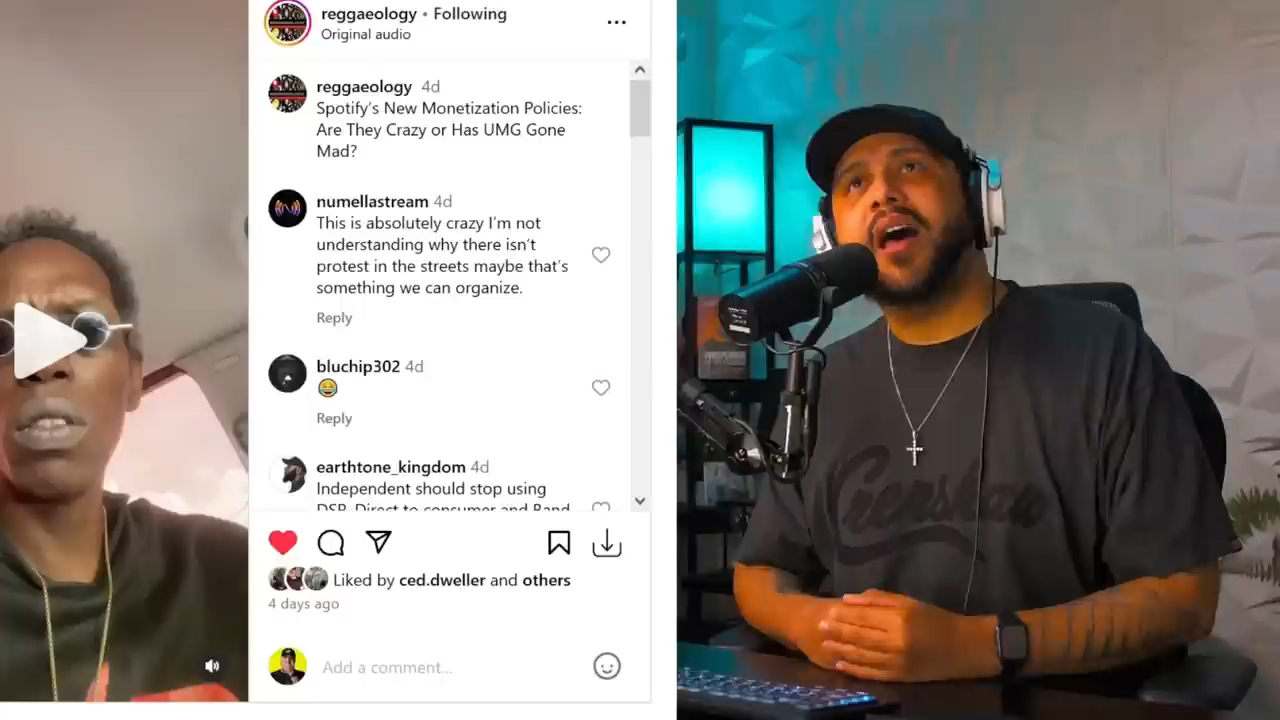 reggaeology • Following
Original audio
reggaeology 4d
Spotify's New Monetization Policies:
Are They Crazy or Has UMG Gone
Mad?
numellastream 4d
This is absolutely crazy I'm not
understanding why there isn't
protest in the streets maybe that's
something we can organize.
Reply
bluchip302 4d
Reply
earthtone_kingdom 4d
Independent should stop using
DSP. Direct to consumer and Band
Liked by ced.dweller and others
4 days ago
Add a comment...
Crenshaw